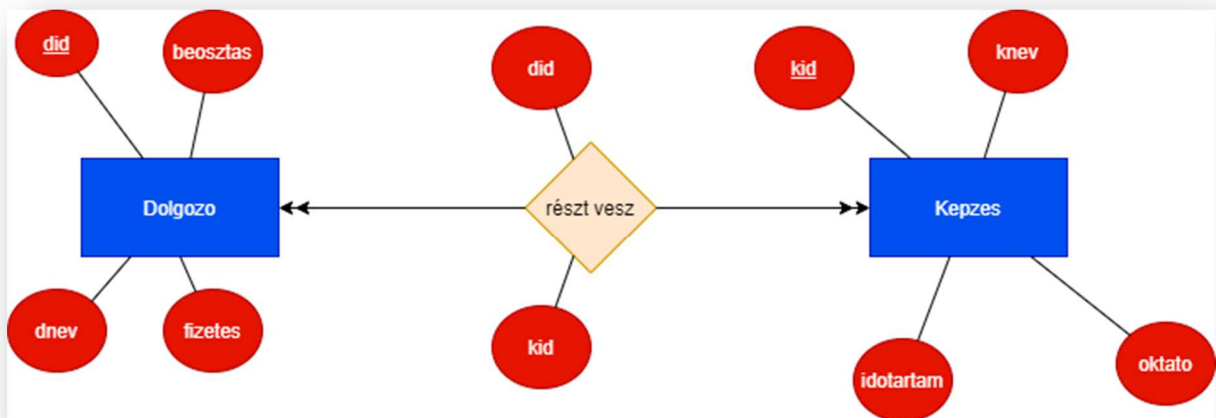 did
beosztas
did
kid
knev
Dolgozo
részt vesz
Kepzes
dnev
fizetes
kid
idotartam
oktato